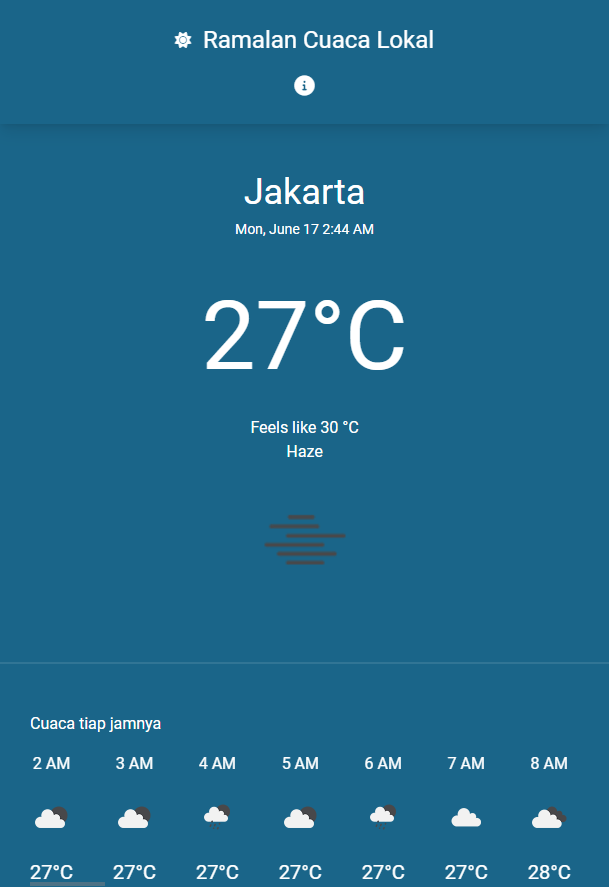 Ramalan Cuaca Lokal
Jakarta
Mon, June 17 2:44 AM
27°C
Feels like 30 °C
Haze
Cuaca tiap jamnya
2 AM 3 AM 4 AM 5 AM 6 AM 7 AM 8 AM
27°C 27°C 27°C 27°C 27°C 27°C 28°C